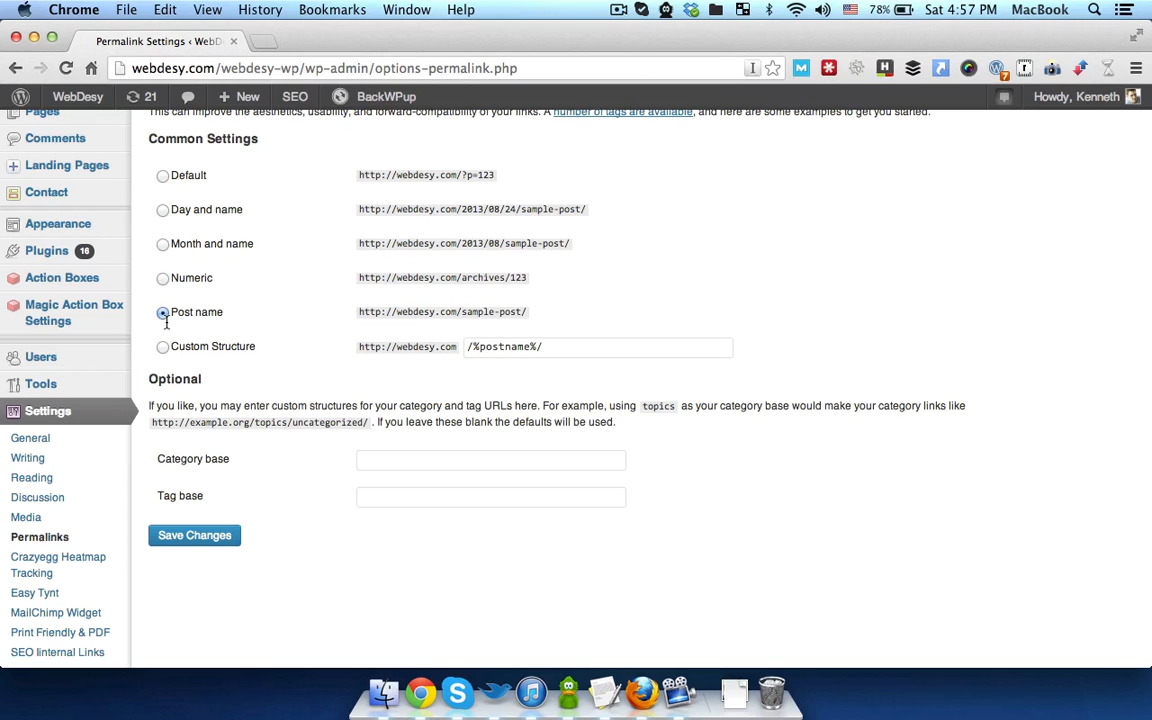 Chrome File Edit View History Bookmarks Window Help 78% Sat 4:57 PM MacBook
Permalink Settings ‹ WebD
webdesy.com/webdesy-wp/wp-admin/options-permalink.php
WebDesy 21 New SEO BackWPup Howdy, Kenneth
Pages
This can improve the aesthetics, usability, and forward-compatibility of your links. A number of tags are available, and here are some examples to get you started.
Comments
Landing Pages
Contact
Appearance
Plugins 16
Action Boxes
Magic Action Box
Settings
Users
Tools
Settings
General
Writing
Reading
Discussion
Media
Permalinks
Crazyegg Heatmap
Tracking
Easy Tynt
MailChimp Widget
Print Friendly & PDF
SEO Iinternal Links
Common Settings
Default http://webdesy.com/?p=123
Day and name http://webdesy.com/2013/08/24/sample-post/
Month and name http://webdesy.com/2013/08/sample-post/
Numeric http://webdesy.com/archives/123
Post name http://webdesy.com/sample-post/
Custom Structure http://webdesy.com /%postname%/
Optional
If you like, you may enter custom structures for your category and tag URLs here. For example, using topics as your category base would make your category links like
http://example.org/topics/uncategorized/ . If you leave these blank the defaults will be used.
Category base
Tag base
Save Changes